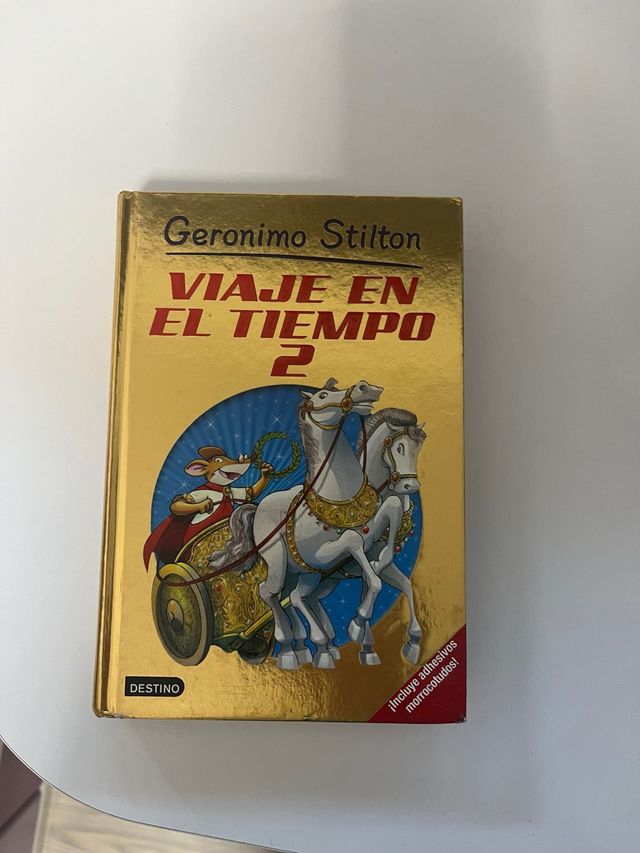 Geronimo Stilton
VIAJE EN
EL TIEMPO
2
DESTINO
¡Incluye adhesivos
morrocotudos!